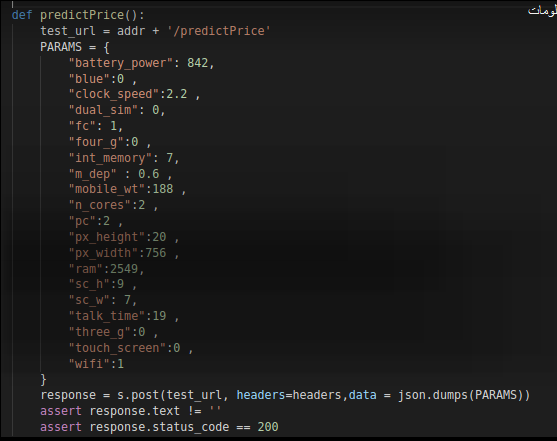 لومات
def predictPrice():
    test_url = addr + '/predictPrice'
    PARAMS = {
        "battery_power": 842,
        "blue":0 ,
        "clock_speed":2.2 ,
        "dual_sim": 0,
        "fc": 1,
        "four_g":0 ,
        "int_memory": 7,
        "m_dep" : 0.6 ,
        "mobile_wt":188 ,
        "n_cores":2 ,
        "pc":2 ,
        "px_height":20 ,
        "px_width":756 ,
        "ram":2549,
        "sc_h":9 ,
        "sc_w": 7,
        "talk_time":19 ,
        "three_g":0 ,
        "touch_screen":0 ,
        "wifi":1
    }
    response = s.post(test_url, headers=headers,data = json.dumps(PARAMS))
    assert response.text != ''
    assert response.status_code == 200